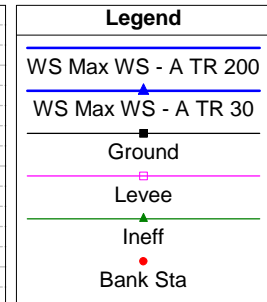 Legend
WS Max WS - A TR 200
WS Max WS - A TR 30
Ground
Levee
Ineff
Bank Sta